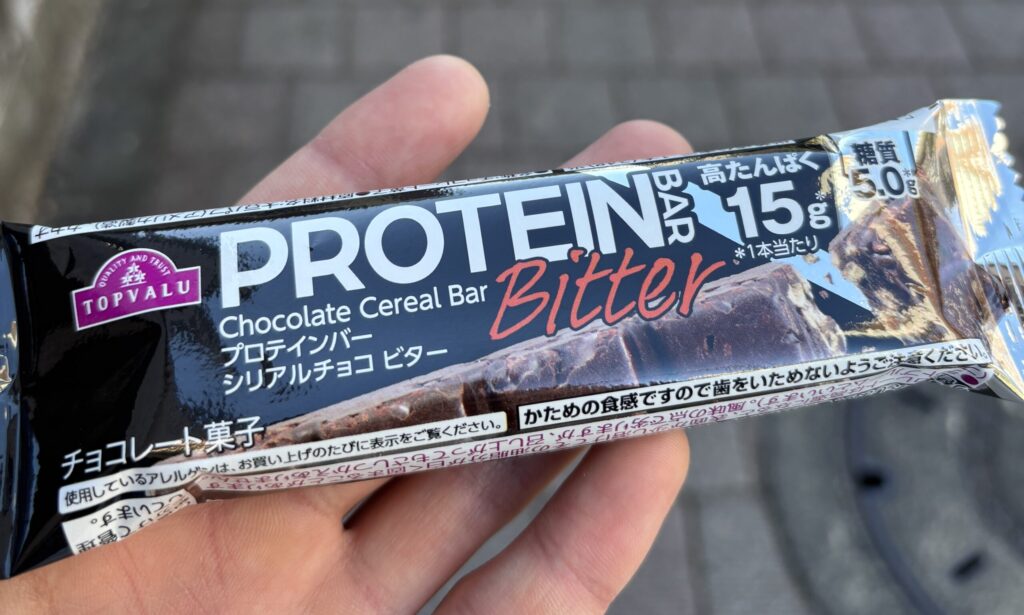 QUALITY AND TRUST
TOPVALU
PROTEIN
BAR
Bitter
Chocolate Cereal Bar
プロテインバー
シリアルチョコ ビター
高たんぱく
15g*
*1本当たり
糖質
5.0*g
チョコレート菓子
使用しているアレルゲンは、お買い上げのたびに表示をご覧ください。
かための食感ですので歯をいためないようご注意ください。